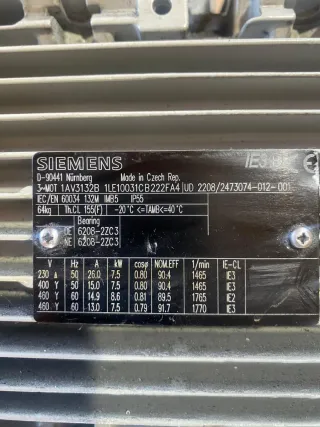 SIEMENS IE3
D-90441 Nürnberg Made in Czech Rep.
3~MOT 1AV3132B 1LE10031CB222FA4 UD 2208/2473074-012-001
IEC/EN 60034 132M IMB5 IP55
64kg Th.CL 155(F) -20°C <=TAMB<=40°C
Bearing
DE 6208-2ZC3
NE 6208-2ZC3
V Hz A kW cosφ NOM.EFF 1/min IE-CL
230 Δ 50 26.0 7.5 0.80 90.4 1465 IE3
400 Y 50 15.0 7.5 0.80 90.4 1465 IE3
460 Y 60 14.9 8.6 0.81 89.5 1765 IE2
460 Y 60 13.0 7.5 0.79 91.7 1770 IE3